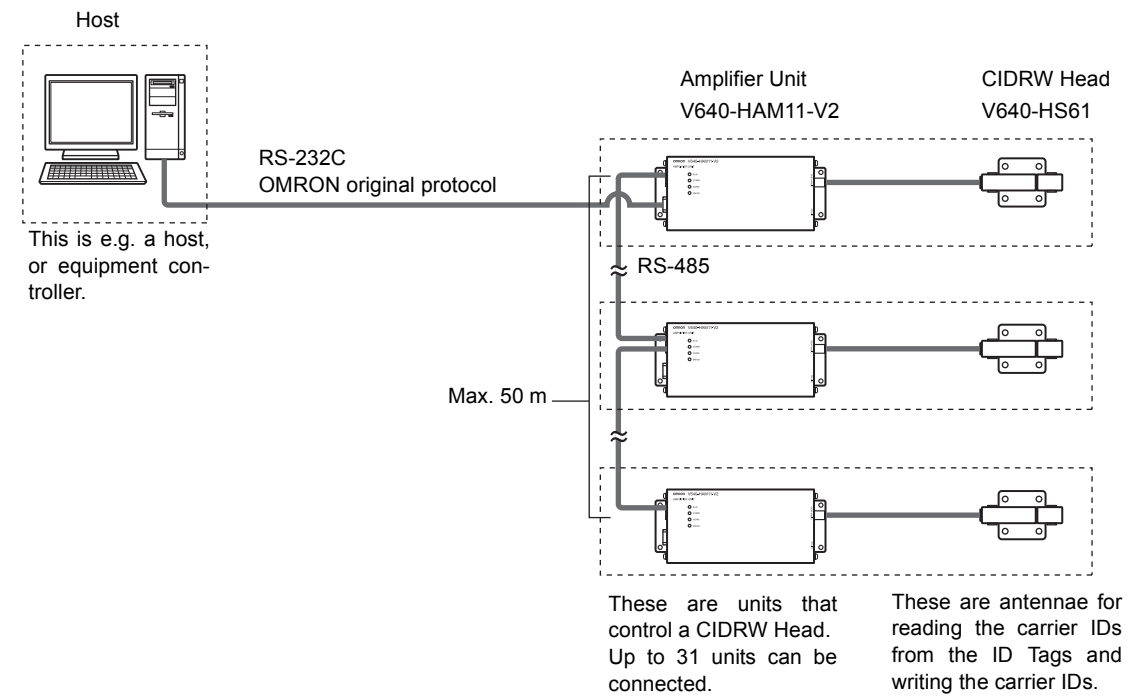 Host
Amplifier Unit
V640-HAM11-V2
CIDRW Head
V640-HS61
RS-232C
OMRON original protocol
This is e.g. a host,
or equipment con-
troller.
RS-485
Max. 50 m
These are units that
control a CIDRW Head.
Up to 31 units can be
connected.
These are antennae for
reading the carrier IDs
from the ID Tags and
writing the carrier IDs.